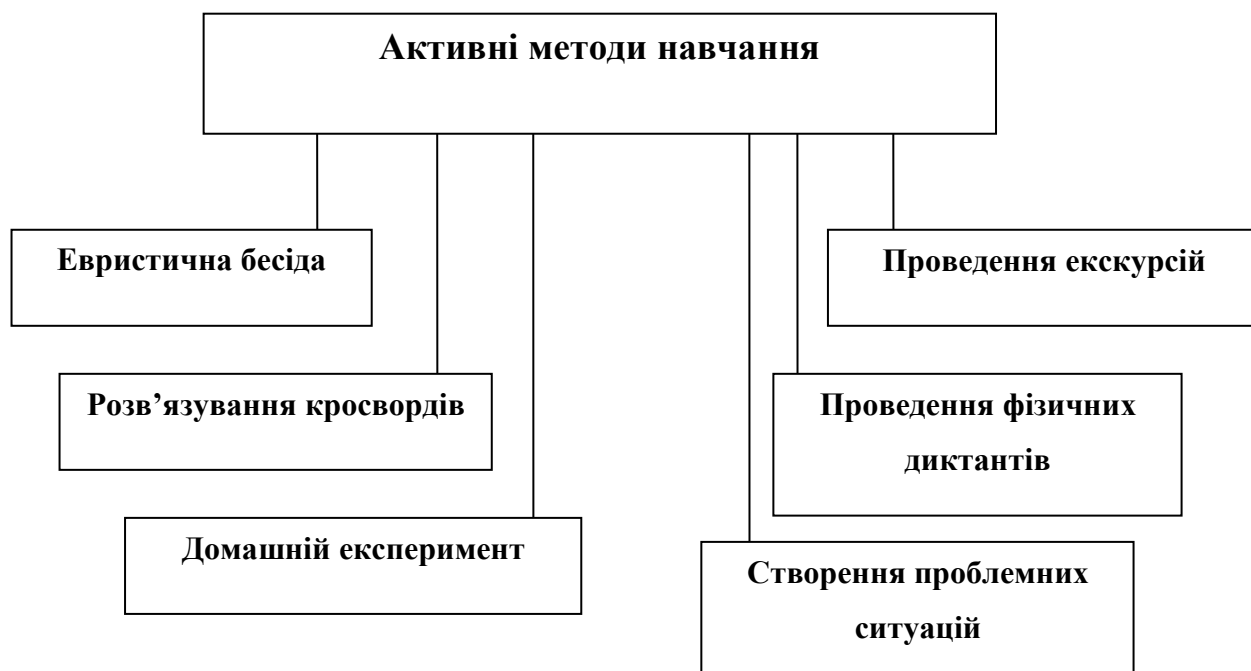 Активні методи навчання
Евристична бесіда
Проведення екскурсій
Розв’язування кросвордів
Проведення фізичних
диктантів
Домашній експеримент
Створення проблемних
ситуацій